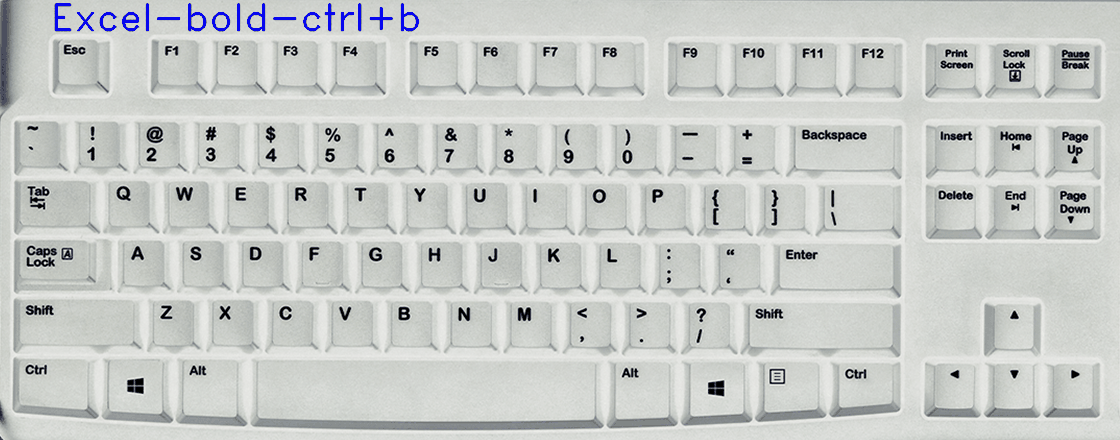 Excel-bold-ctrl+b
Esc F1 F2 F3 F4 F5 F6 F7 F8 F9 F10 F11 F12 Print Screen Scroll Lock Pause Break
~ ! @ # $ % ^ & * ( ) — + Backspace Insert Home Page Up
` 1 2 3 4 5 6 7 8 9 0 - =
Tab Q W E R T Y U I O P { } | Delete End Page Down
[ ] \
Caps Lock A A S D F G H J K L : “ Enter
; ‘
Shift Z X C V B N M < > ? Shift
, . /
Ctrl Alt Alt Ctrl